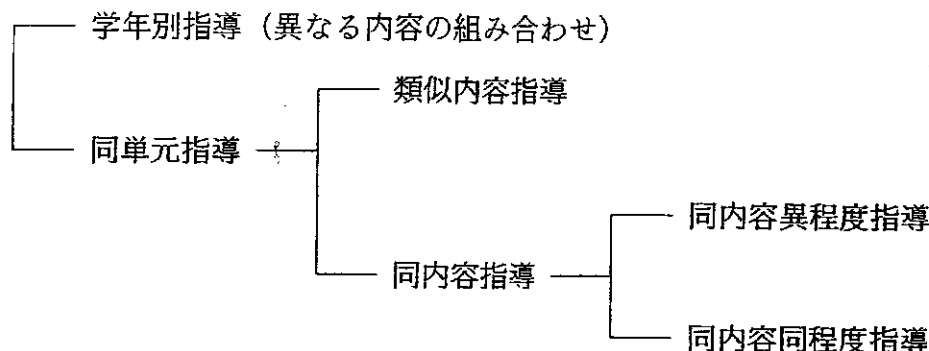 学年別指導（異なる内容の組み合わせ）
類似内容指導
同単元指導
同内容異程度指導
同内容指導
同内容同程度指導